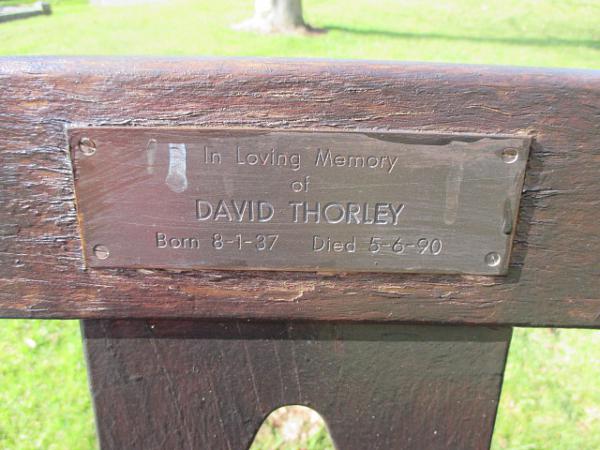 In Loving Memory
of
DAVID THORLEY
Born 8-1-37 Died 5-6-90